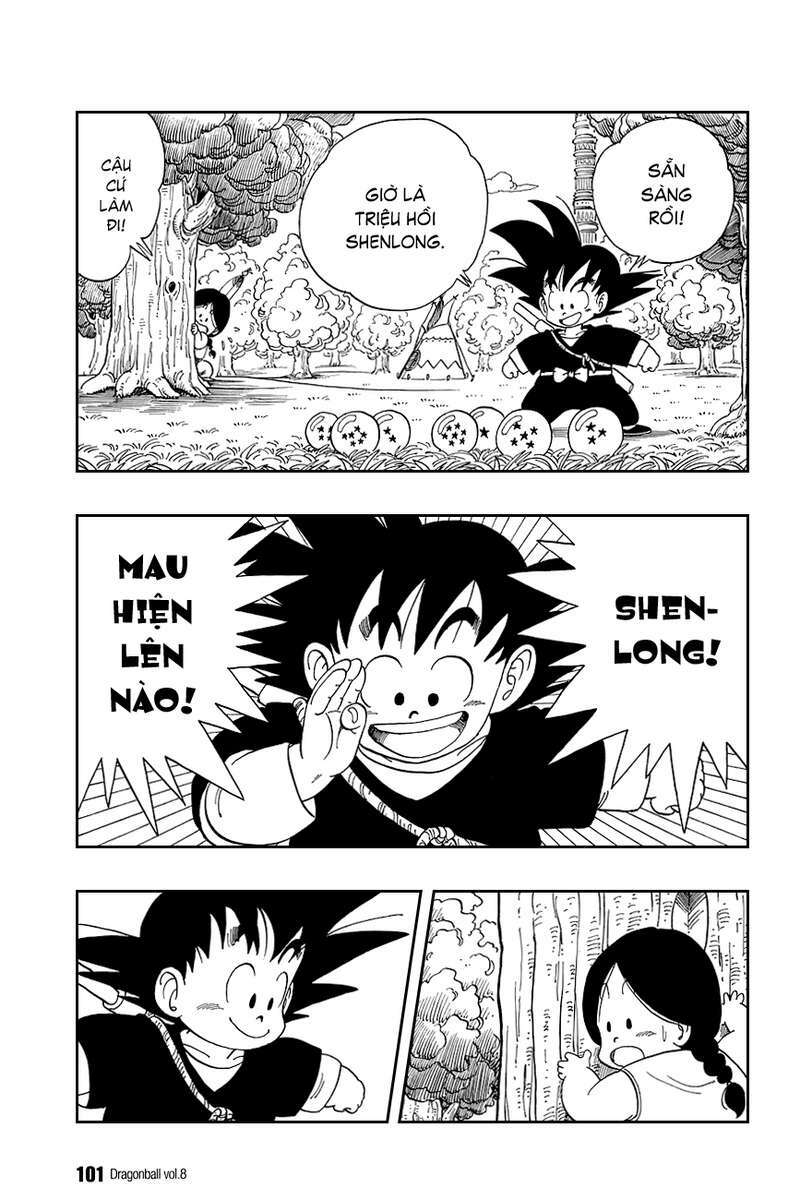 SẴN
SÀNG
RỒI!
GIỜ LÀ
TRIỆU HỒI
SHENLONG.
CẬU
CỨ
LÀM
ĐI!
SHEN-
LONG!
MAU
HIỆN
LÊN
NÀO!
101 Dragonball vol.8